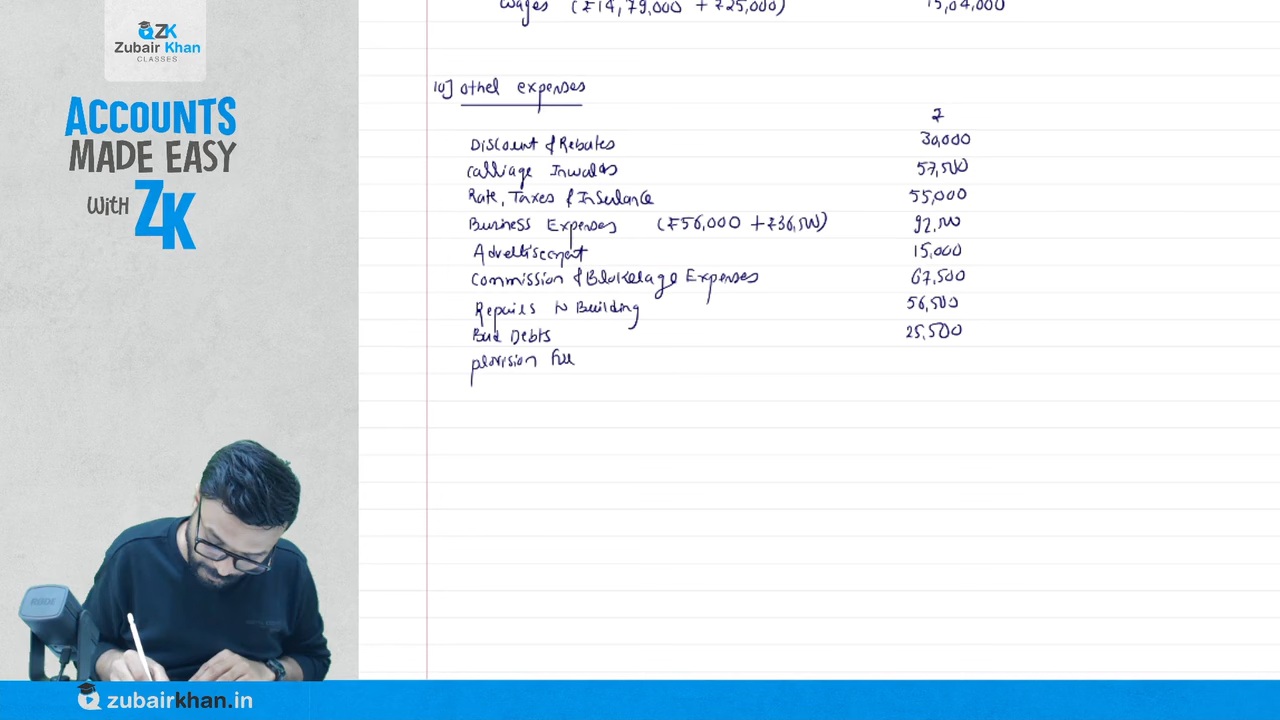 ZK
Zubair Khan
CLASSES
ACCOUNTS
MADE EASY
WITH ZK
Wages (₹14,79,000 + ₹25,000) 15,04,000
10] Other expenses
₹
Discount & Rebates 30,000
Carriage Inwards 57,500
Rate, Taxes & Insurance 55,000
Business Expenses (₹56,000 + ₹36,500) 92,500
Advertisement 15,000
Commission & Brokerage Expenses 67,500
Repairs to Building 56,500
Bad Debts 25,500
provision
RODE
zubairkhan.in